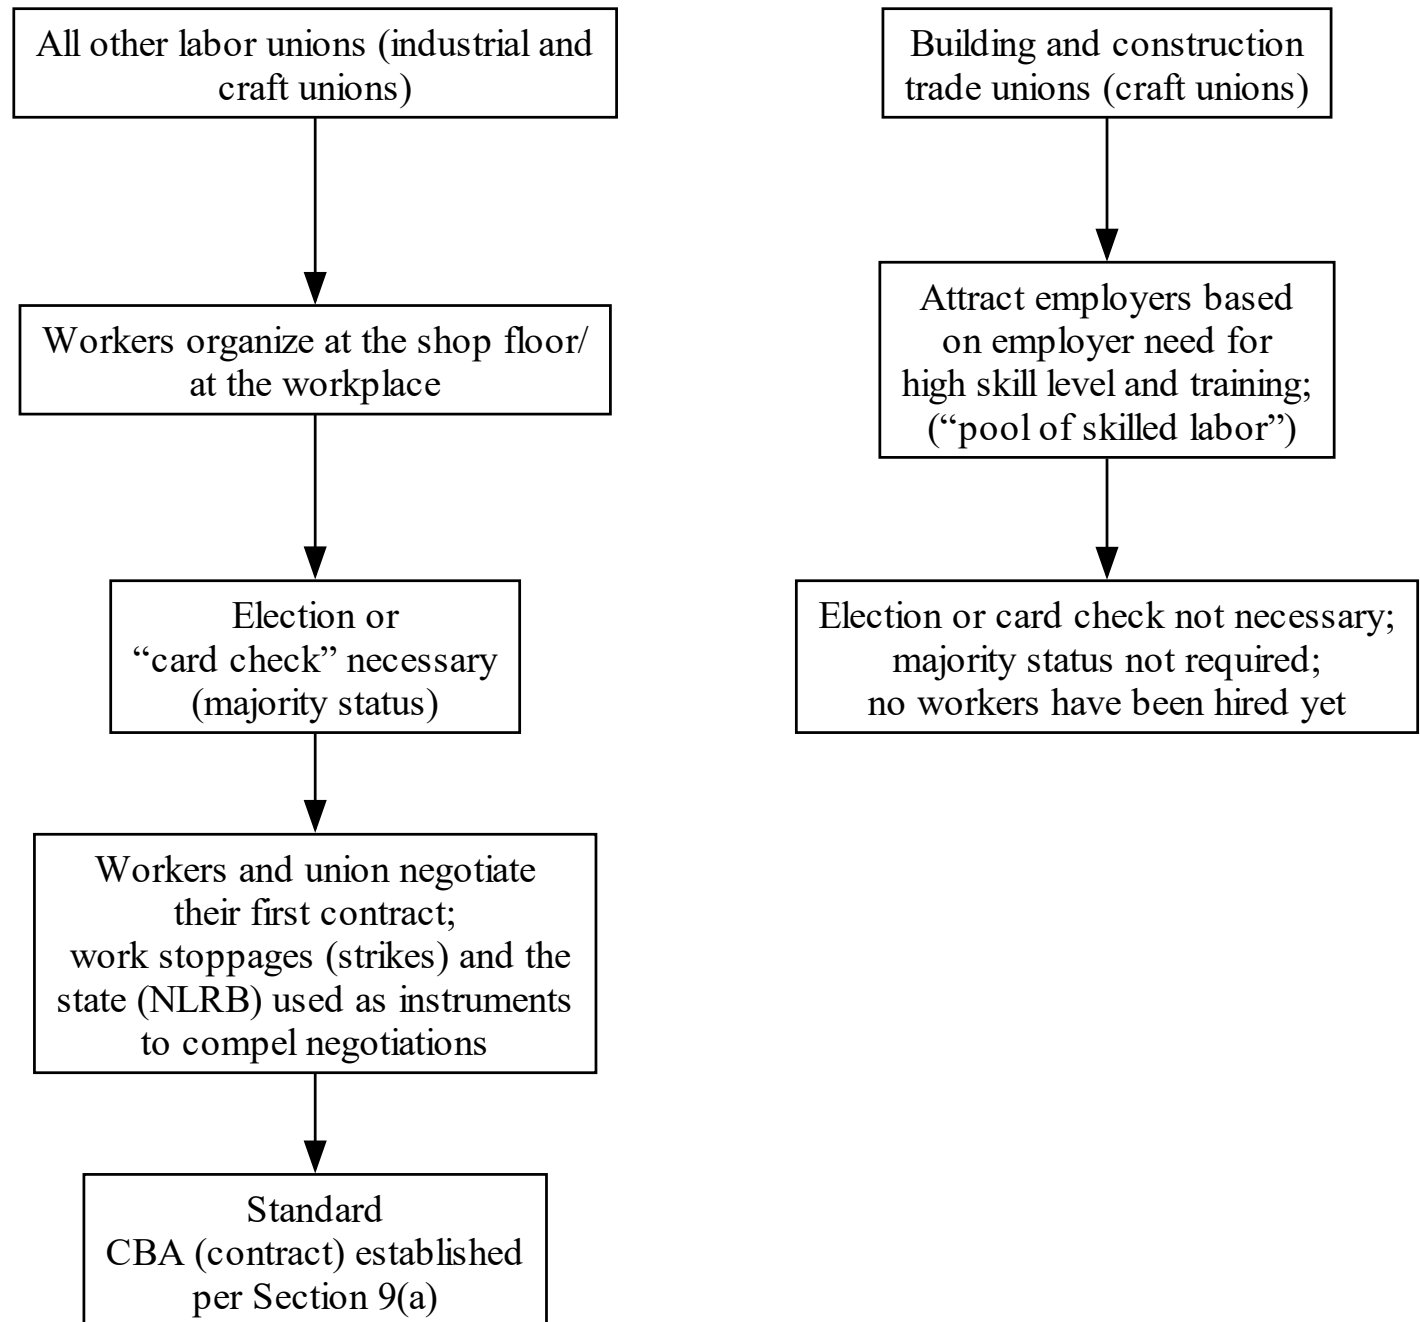 All other labor unions (industrial and
craft unions)
Workers organize at the shop floor/
at the workplace
Election or
“card check” necessary
(majority status)
Workers and union negotiate
their first contract;
work stoppages (strikes) and the
state (NLRB) used as instruments
to compel negotiations
Standard
CBA (contract) established
per Section 9(a)
Building and construction
trade unions (craft unions)
Attract employers based
on employer need for
high skill level and training;
(“pool of skilled labor”)
Election or card check not necessary;
majority status not required;
no workers have been hired yet